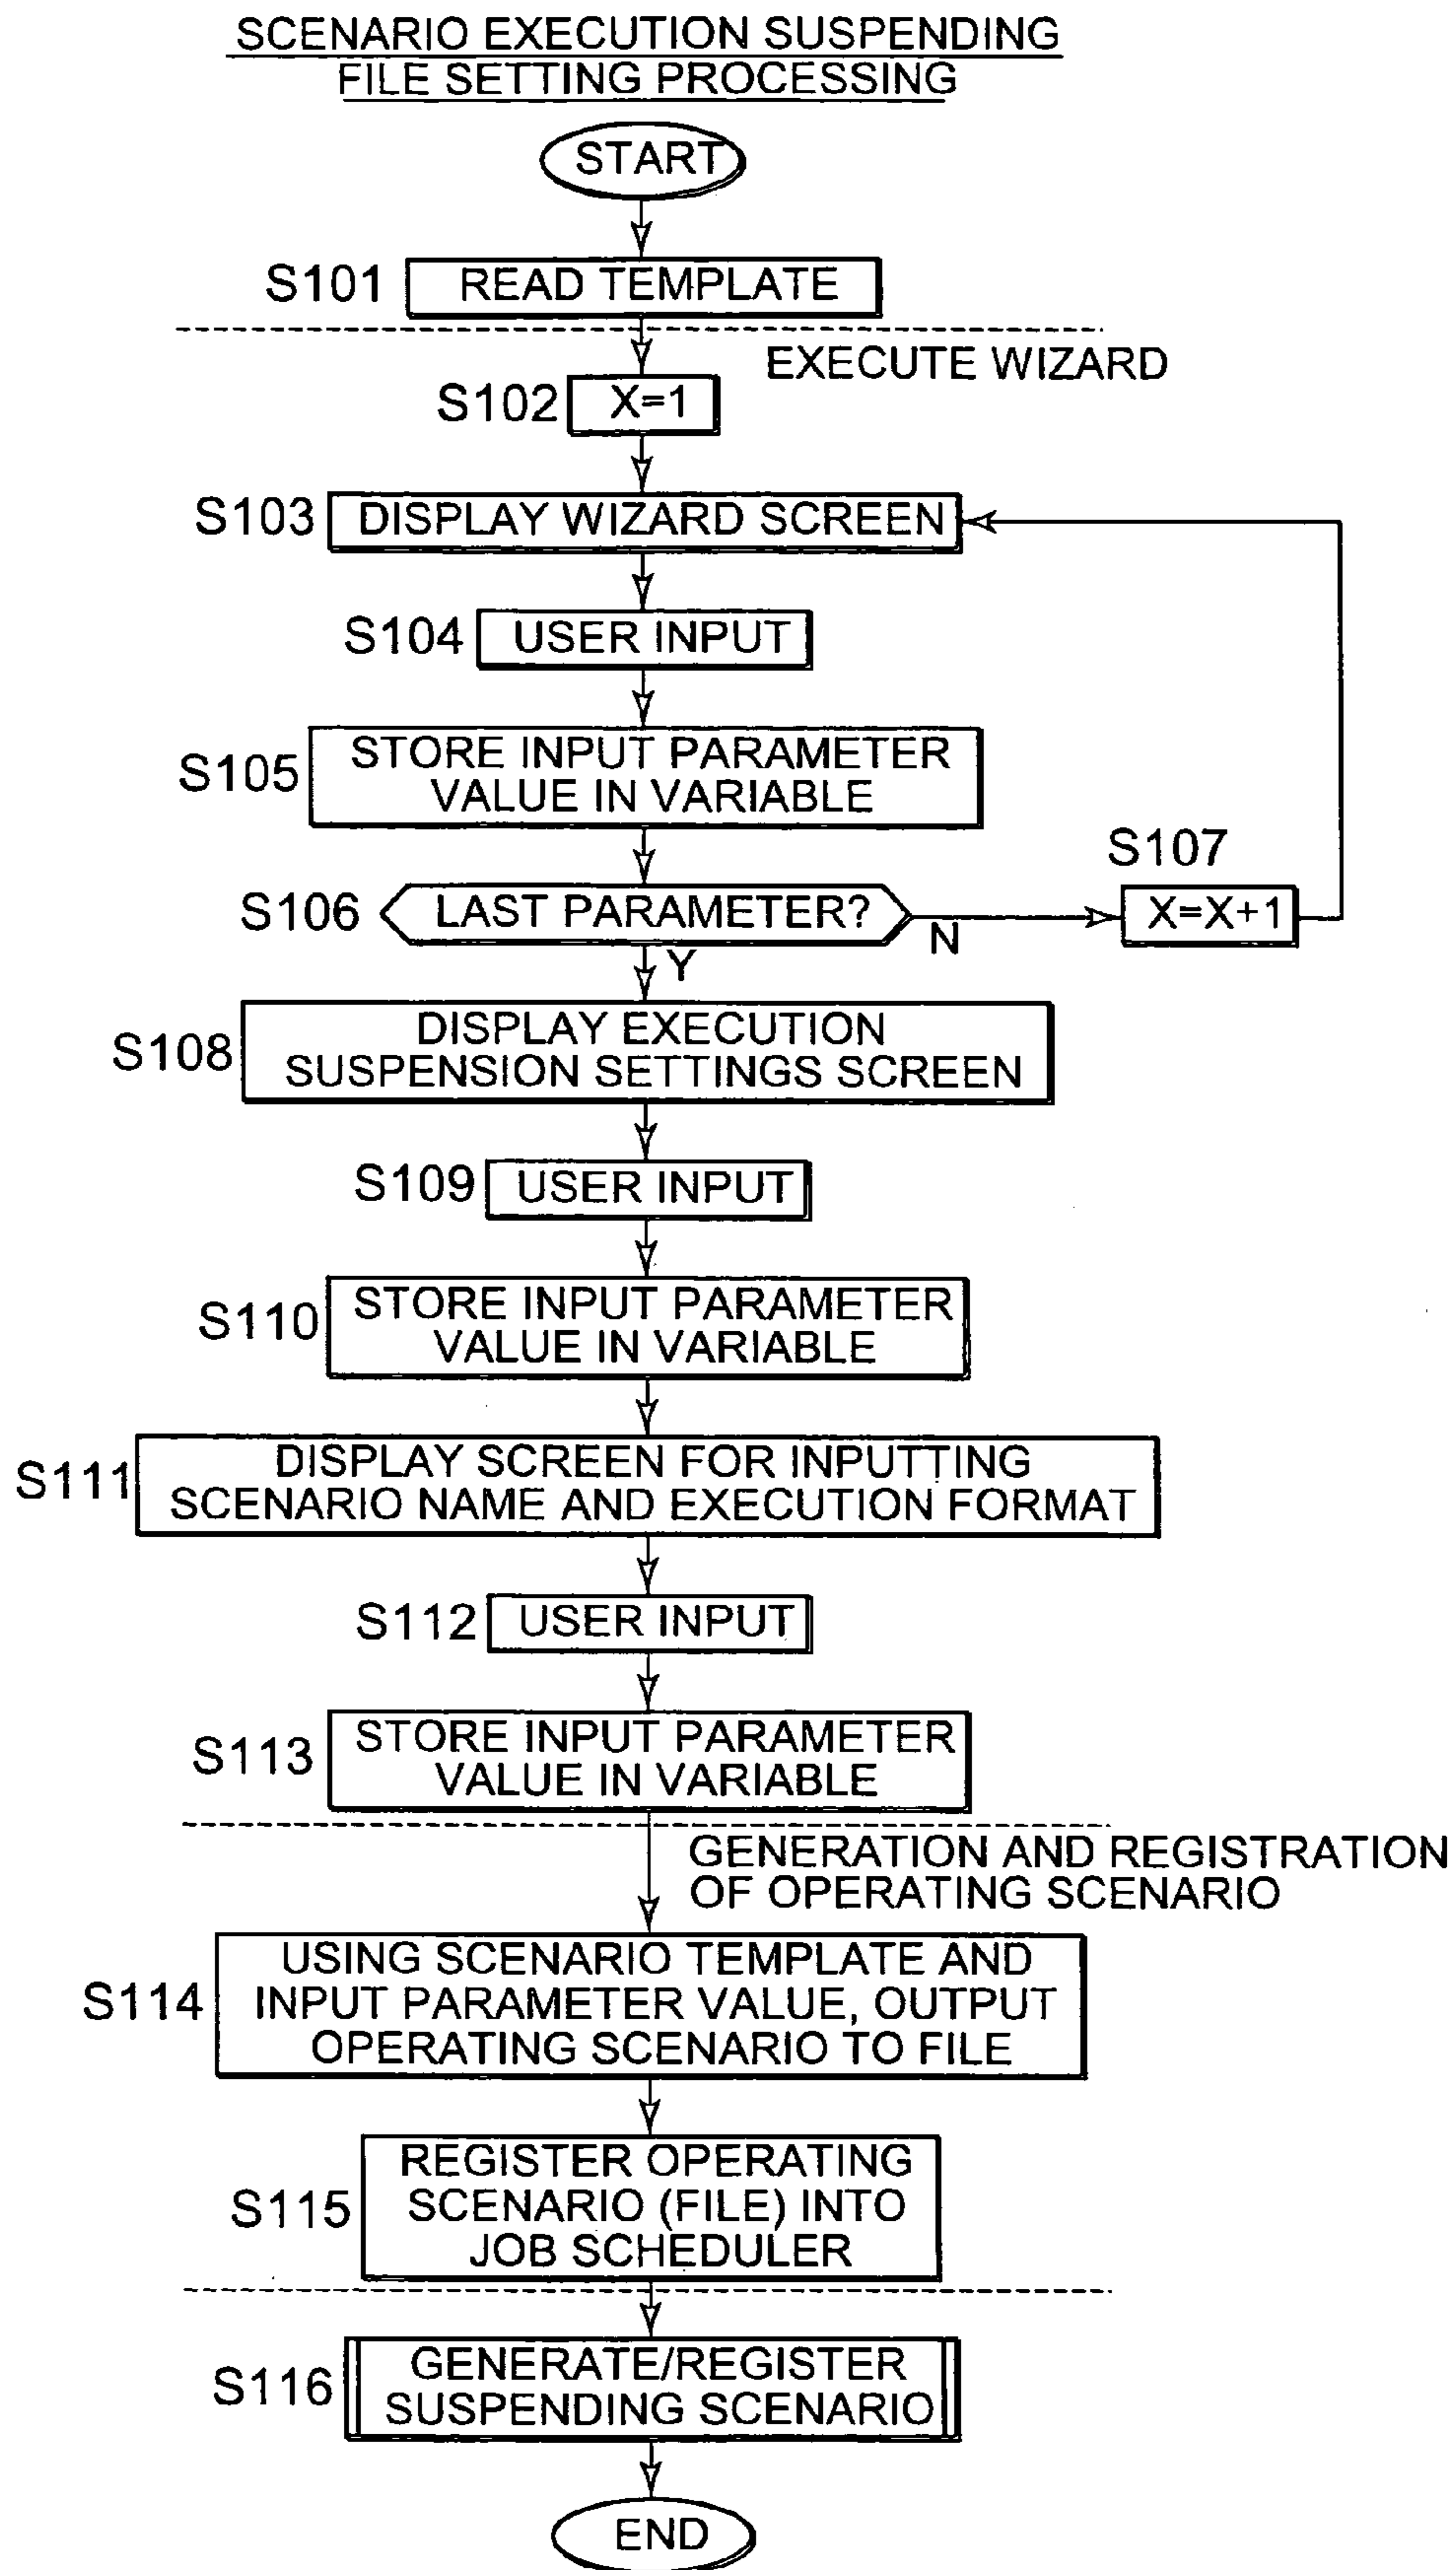 SCENARIO EXECUTION SUSPENDING
FILE SETTING PROCESSING
START
S101
READ TEMPLATE
EXECUTE WIZARD
S102
X=1
S103
DISPLAY WIZARD SCREEN
S104
USER INPUT
S105
STORE INPUT PARAMETER
VALUE IN VARIABLE
S106
LAST PARAMETER?
N
S107
X=X+1
Y
S108
DISPLAY EXECUTION
SUSPENSION SETTINGS SCREEN
S109
USER INPUT
S110
STORE INPUT PARAMETER
VALUE IN VARIABLE
S111
DISPLAY SCREEN FOR INPUTTING
SCENARIO NAME AND EXECUTION FORMAT
S112
USER INPUT
S113
STORE INPUT PARAMETER
VALUE IN VARIABLE
GENERATION AND REGISTRATION
OF OPERATING SCENARIO
S114
USING SCENARIO TEMPLATE AND
INPUT PARAMETER VALUE, OUTPUT
OPERATING SCENARIO TO FILE
S115
REGISTER OPERATING
SCENARIO (FILE) INTO
JOB SCHEDULER
S116
GENERATE/REGISTER
SUSPENDING SCENARIO
END